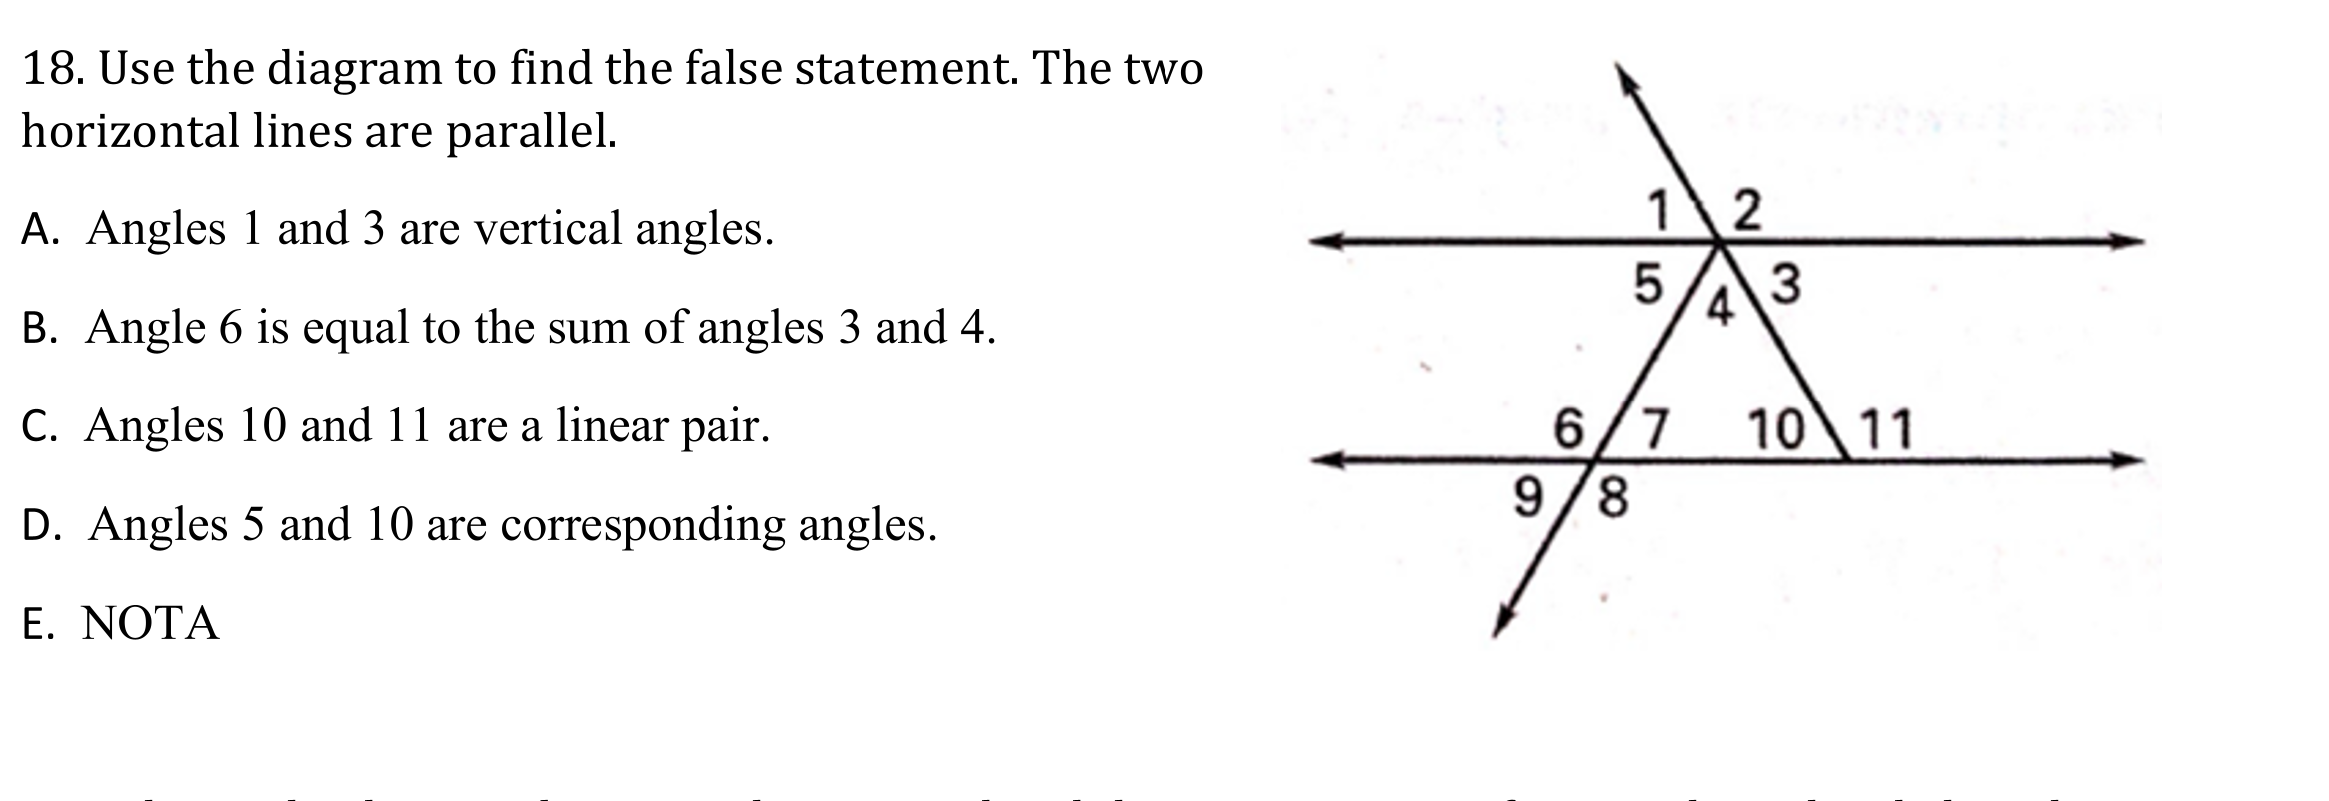 18. Use the diagram to find the false statement. The two
horizontal lines are parallel.
A. Angles 1 and 3 are vertical angles.
B. Angle 6 is equal to the sum of angles 3 and 4.
C. Angles 10 and 11 are a linear pair.
D. Angles 5 and 10 are corresponding angles.
E. NOTA
1 2
5 4 3
6 7 10 11
9 8